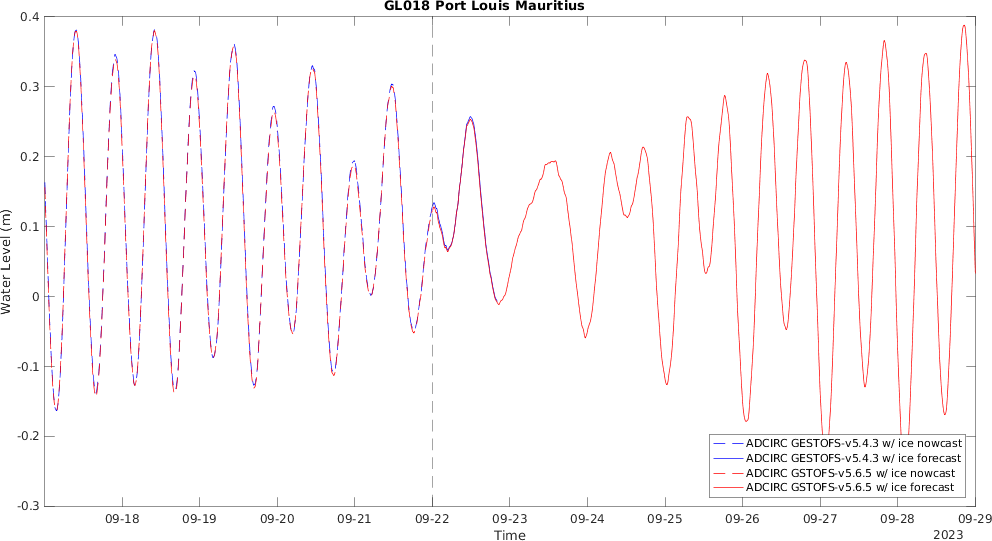 GL018 Port Louis Mauritius
0.4
0.3
0.2
0.1
0
-0.1
-0.2
-0.3
Water Level (m)
ADCIRC GESTOFS-v5.4.3 w/ ice nowcast
ADCIRC GESTOFS-v5.4.3 w/ ice forecast
ADCIRC GSTOFS-v5.6.5 w/ ice nowcast
ADCIRC GSTOFS-v5.6.5 w/ ice forecast
09-18 09-19 09-20 09-21 09-22 09-23 09-24 09-25 09-26 09-27 09-28 09-29
Time
2023